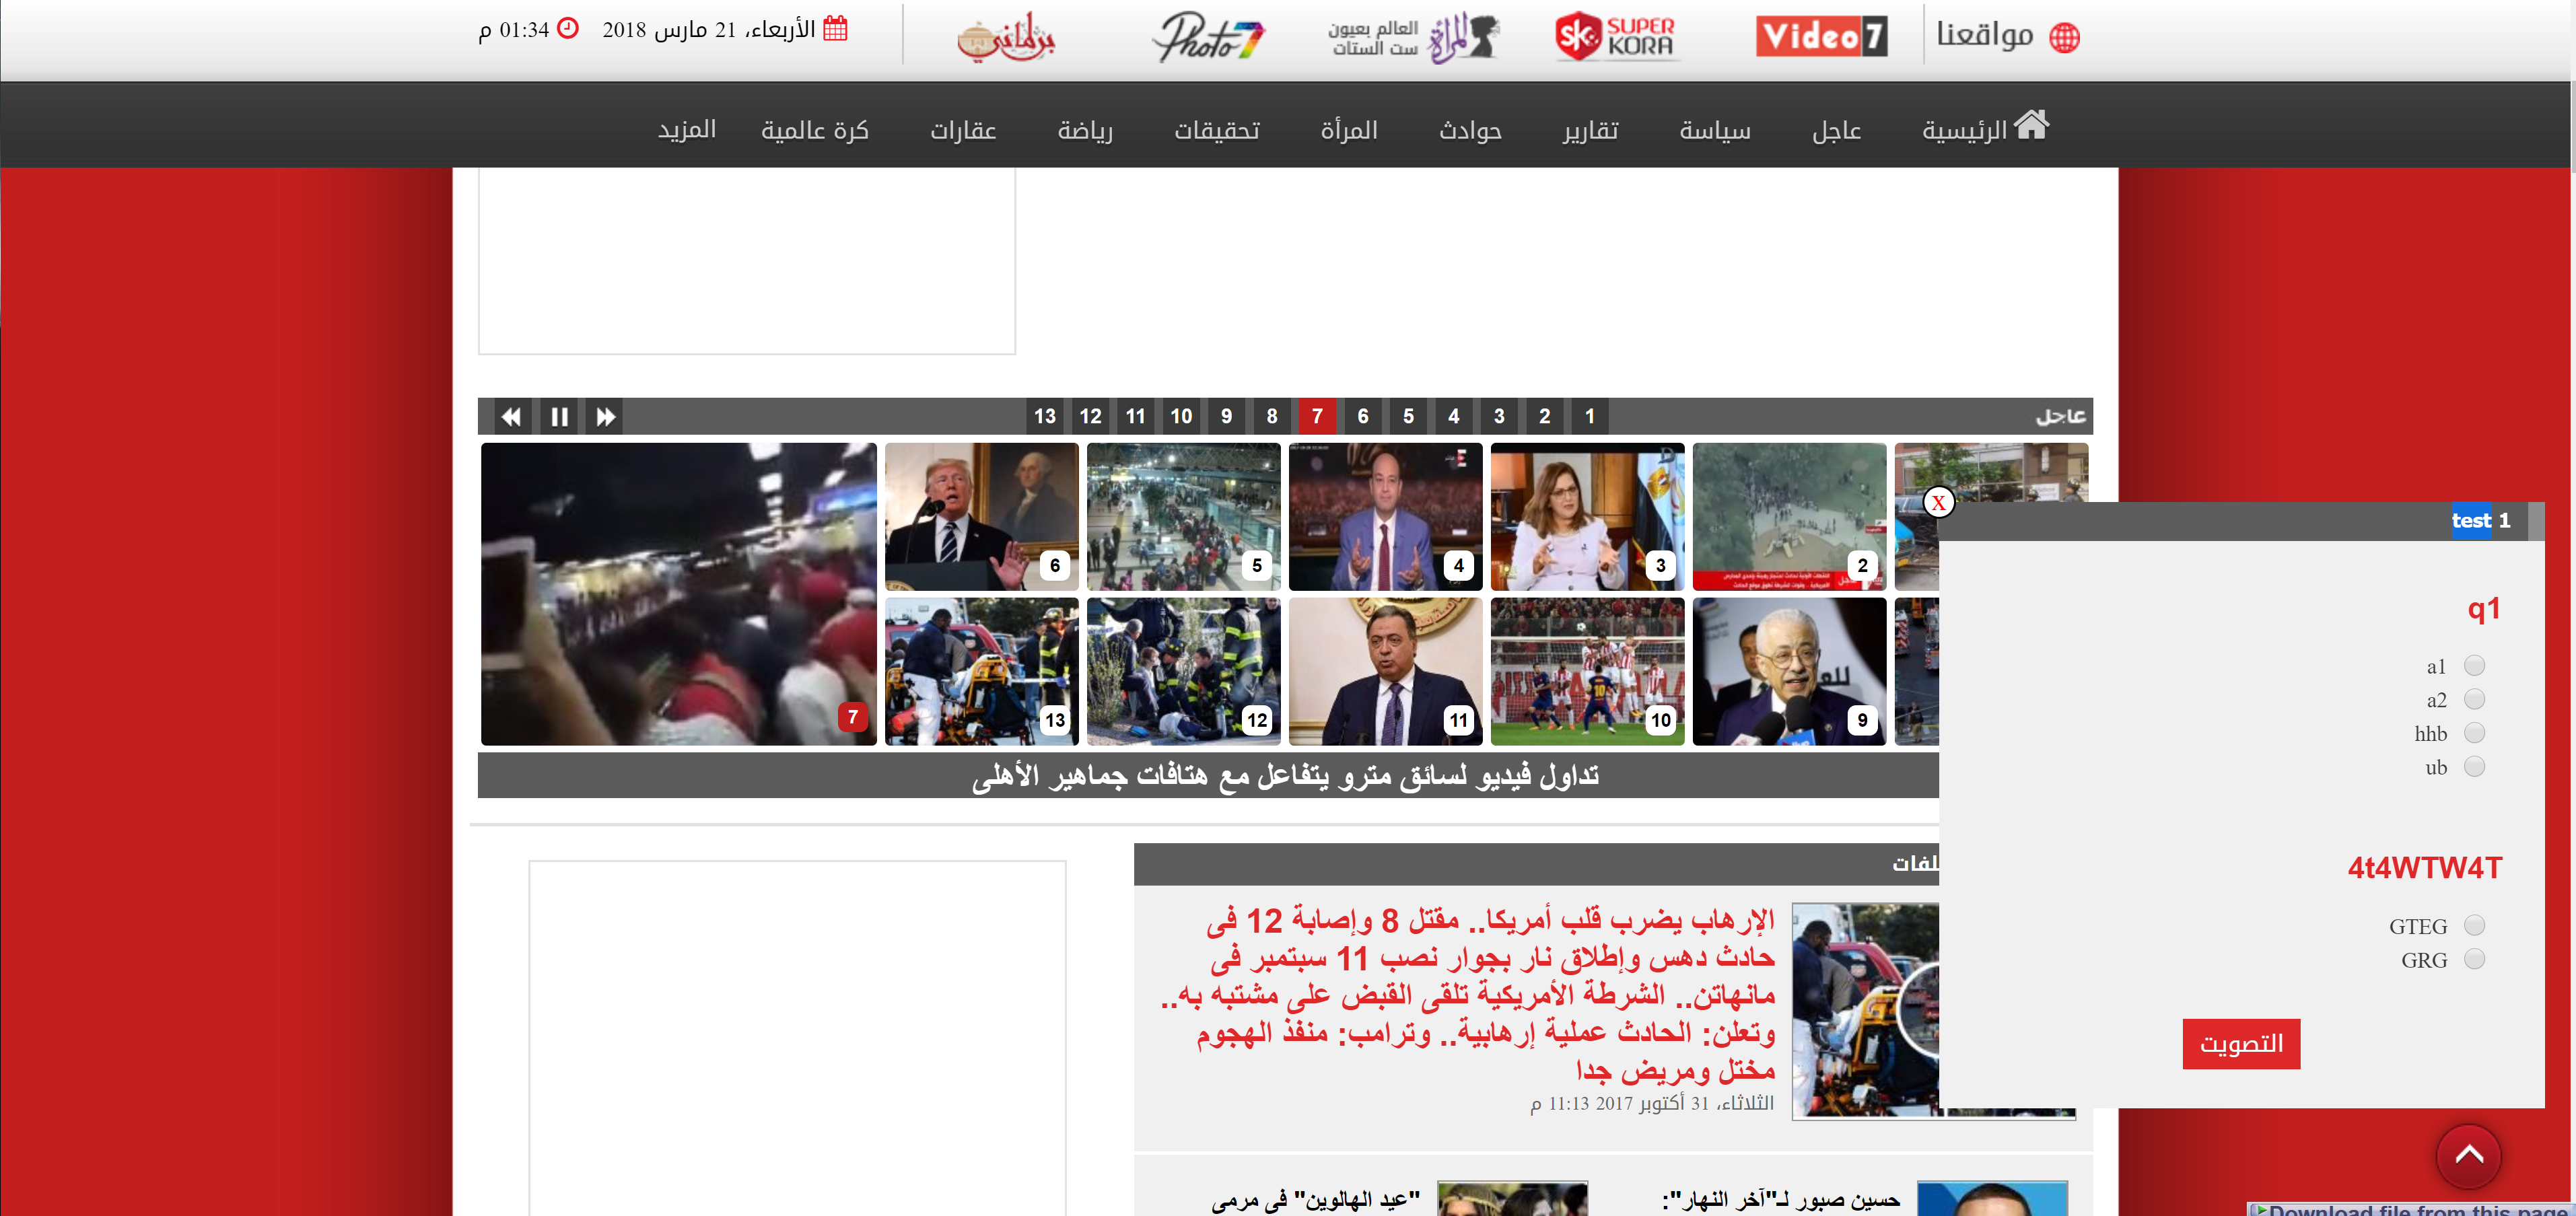 مواقعنا
Video 7
SK SUPER KORA
المرأة
العالم بعيون
ست الستات
Photo 7
برلماني
الأربعاء، 21 مارس 2018
01:34 م
الرئيسية
عاجل
سياسة
تقارير
حوادث
المرأة
تحقيقات
رياضة
عقارات
كرة عالمية
المزيد
عاجل
1 2 3 4 5 6 7 8 9 10 11 12 13
2
3
4
5
6
7
9
10
11
12
13
تداول فيديو لسائق مترو يتفاعل مع هتافات جماهير الأهلى
لفات
الإرهاب يضرب قلب أمريكا.. مقتل 8 وإصابة 12 فى
حادث دهس وإطلاق نار بجوار نصب 11 سبتمبر فى
مانهاتن.. الشرطة الأمريكية تلقى القبض على مشتبه به..
وتعلن: الحادث عملية إرهابية.. وترامب: منفذ الهجوم
مختل ومريض جدا
الثلاثاء، 31 أكتوبر 2017 11:13 م
حسين صبور لـ"آخر النهار":
"عيد الهالوين" فى مرمى
X
test 1
q1
a1
a2
hhb
ub
4t4WTW4T
GTEG
GRG
التصويت
Download file from this page